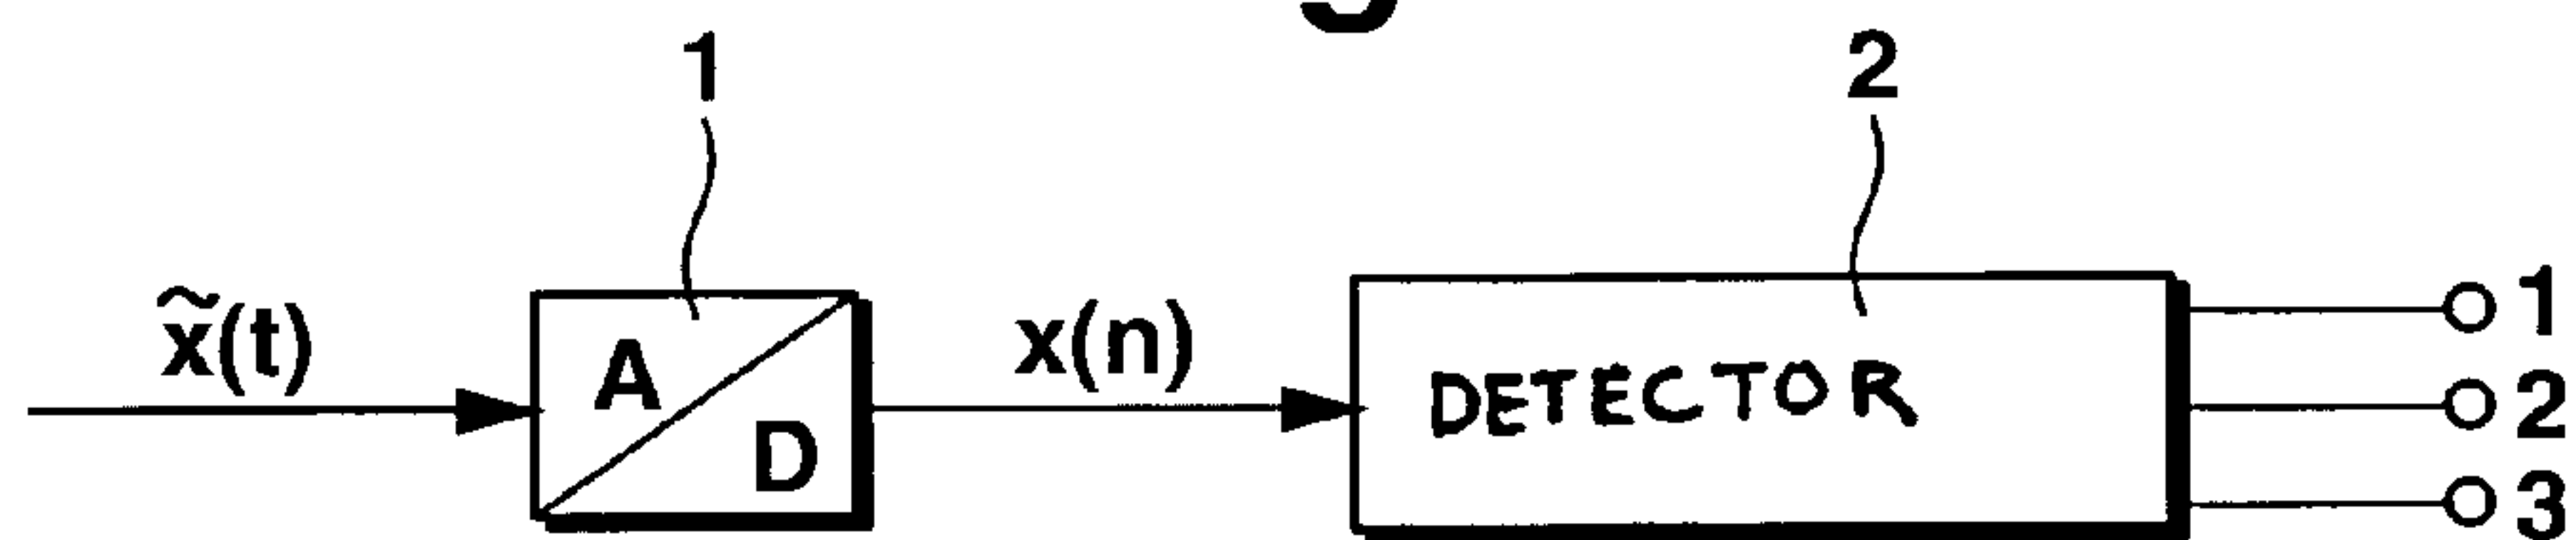 1 2
x̃(t) A D x(n) DETECTOR 1
2
3